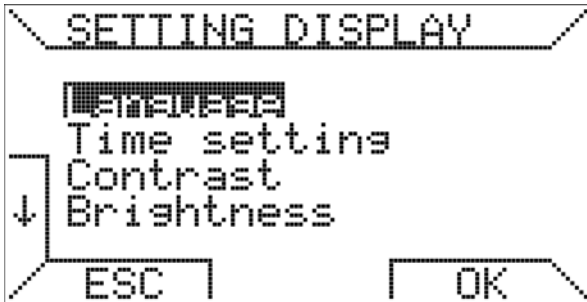 SETTING DISPLAY
Language
Time setting
Contrast
↓ Brightness
ESC OK